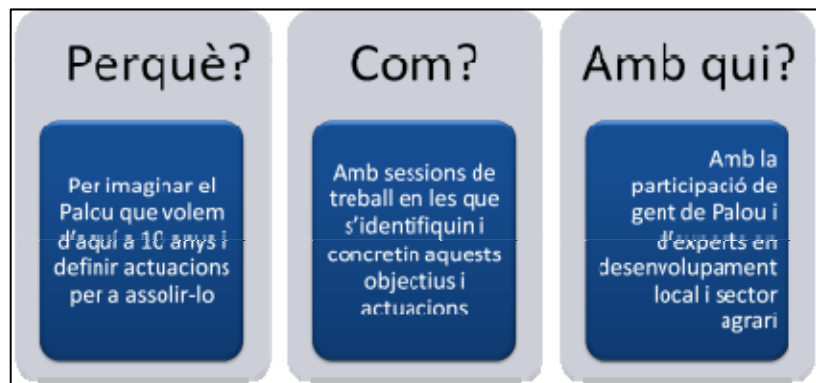 Perquè?
Per imaginar el
Palou que volem
d'aquí a 10 anys i
definir actuacions
per a assolir-lo
Com?
Amb sessions de
treball en les que
s'identifiquin i
concretin aquests
objectius i
actuacions
Amb qui?
Amb la
participació de
gent de Palou i
d'experts en
desenvolupament
local i sector
agrari